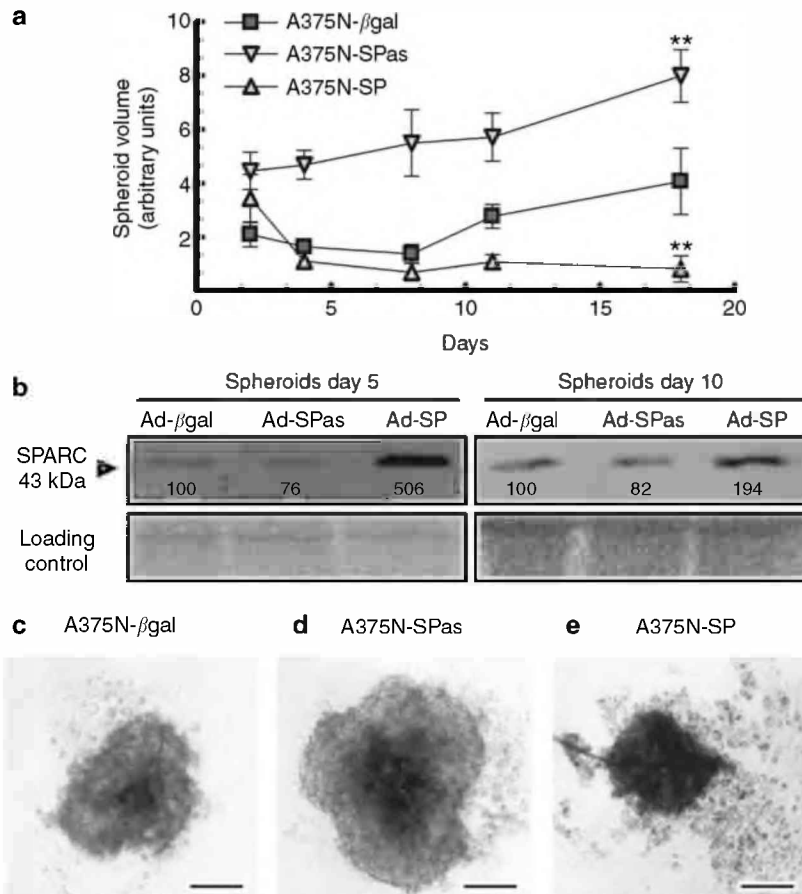 a
10
8
6
4
2
0 5 10 15 20
Spheroid volume
(arbitrary units)
Days
A375N-βgal
A375N-SPas
A375N-SP
**
**
b
Spheroids day 5
Spheroids day 10
Ad-βgal Ad-SPas Ad-SP
Ad-βgal Ad-SPas Ad-SP
SPARC
43 kDa
100 76 506
100 82 194
Loading
control
c A375N-βgal
d A375N-SPas
e A375N-SP